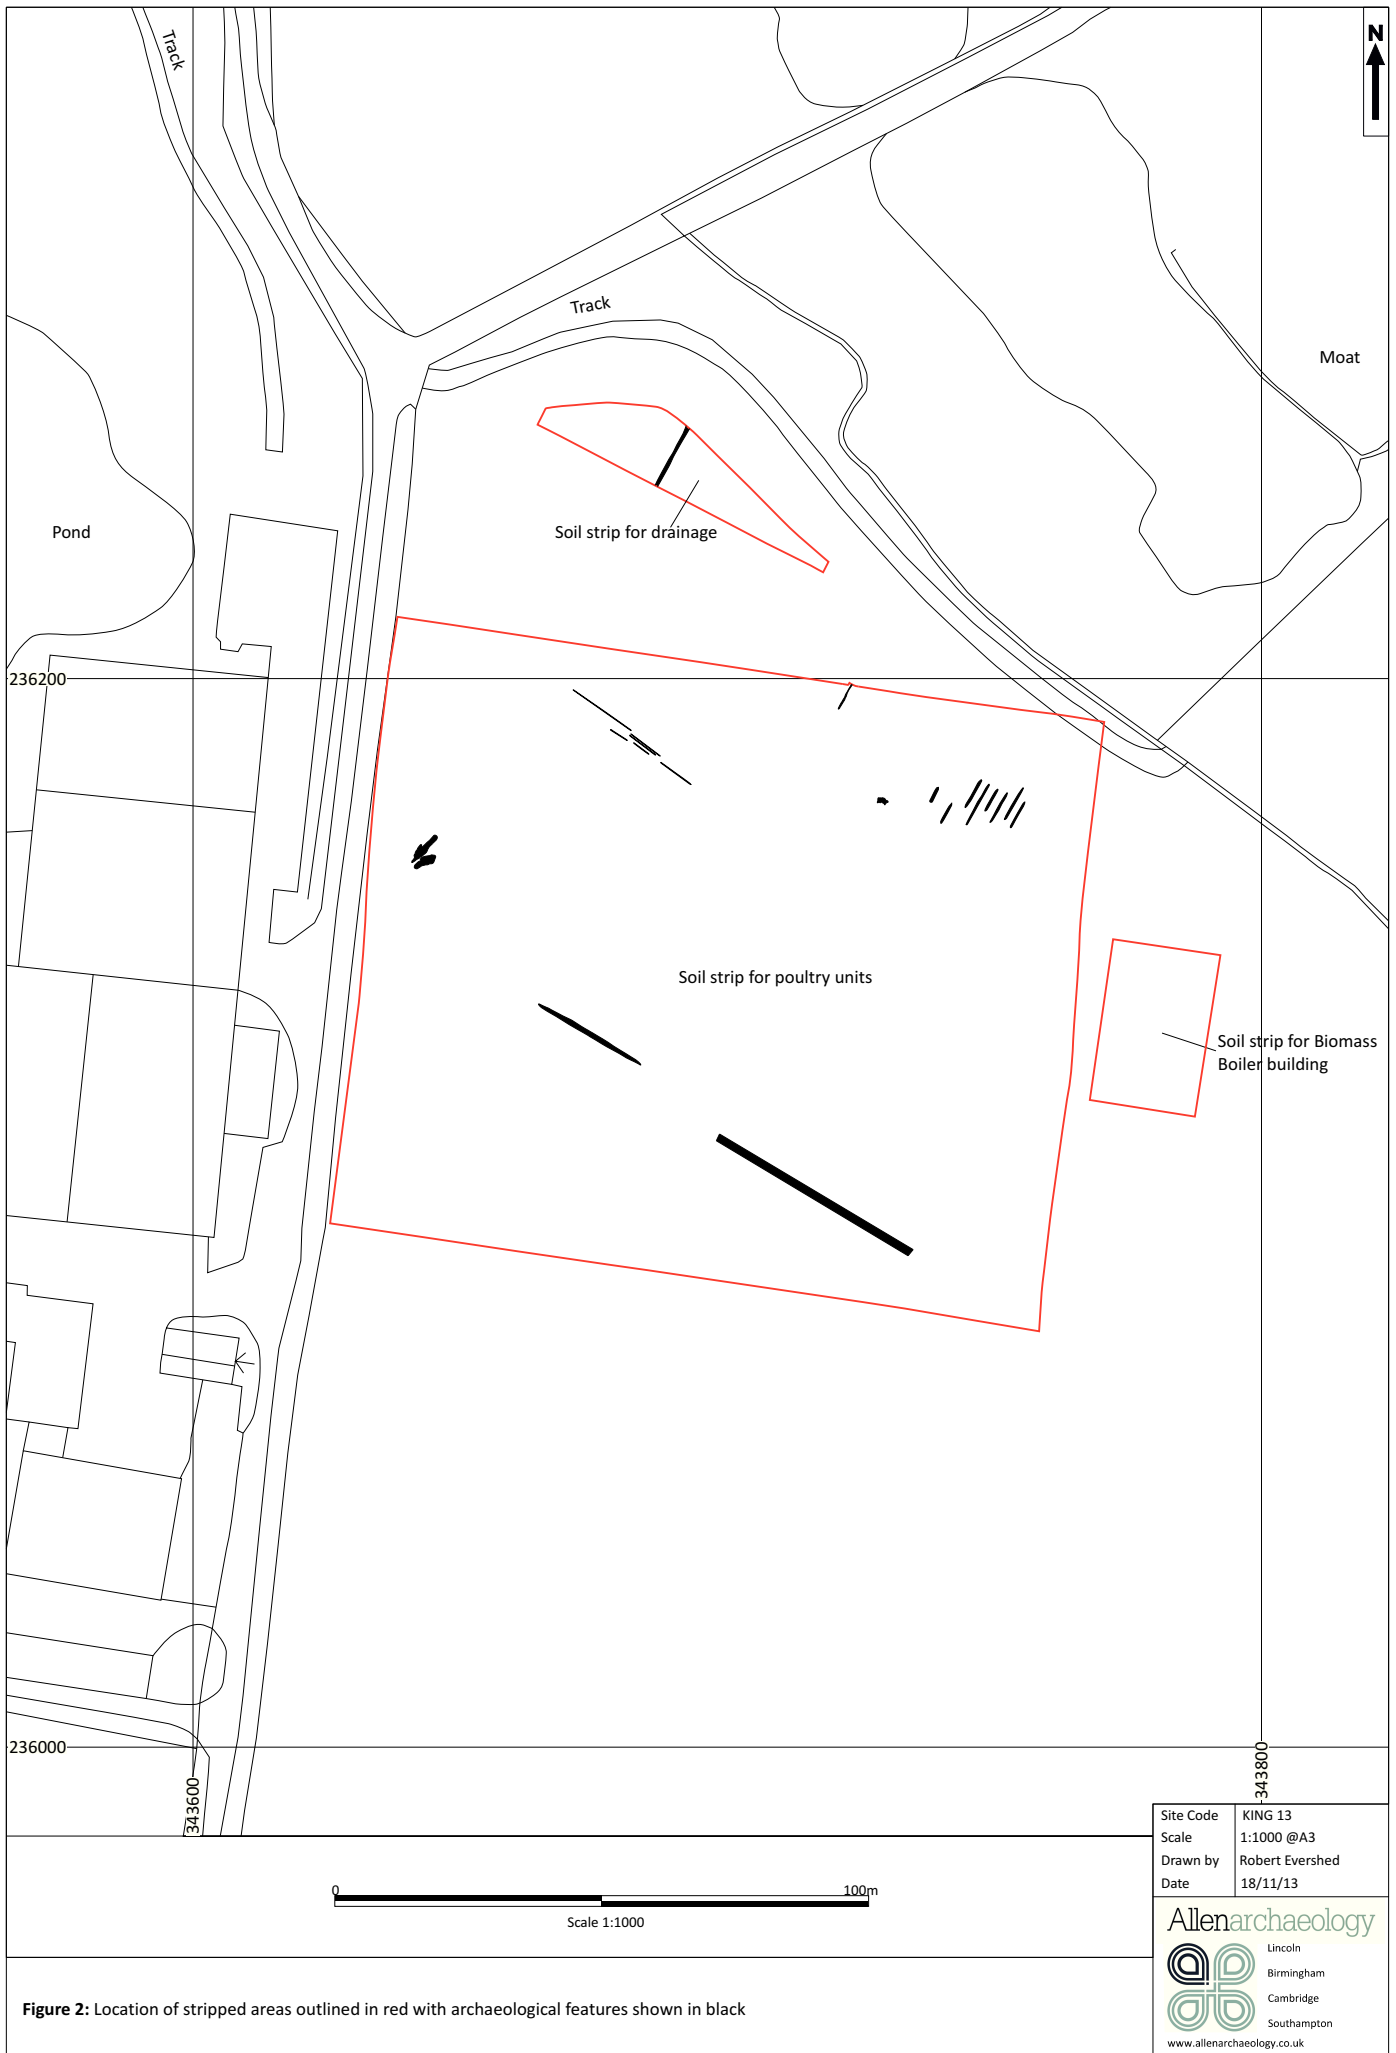 N
Track
Track
Moat
Pond
Soil strip for drainage
236200
Soil strip for poultry units
Soil strip for Biomass
Boiler building
236000
343600
343800
Site Code KING 13
Scale 1:1000 @A3
Drawn by Robert Evershed
Date 18/11/13
0 100m
Scale 1:1000
Allenarchaeology
Lincoln
Birmingham
Cambridge
Southampton
www.allenarchaeology.co.uk
Figure 2: Location of stripped areas outlined in red with archaeological features shown in black